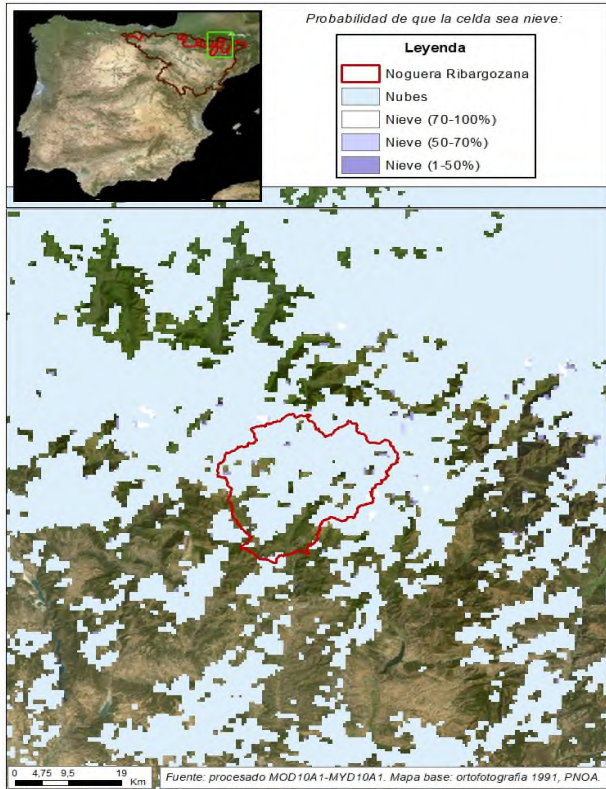 Probabilidad de que la celda sea nieve:
Leyenda
Noguera Ribargozana
Nubes
Nieve (70-100%)
Nieve (50-70%)
Nieve (1-50%)
0 4,75 9,5 19
Km
Fuente: procesado MOD10A1-MYD10A1. Mapa base: ortofotografía 1991, PNOA.